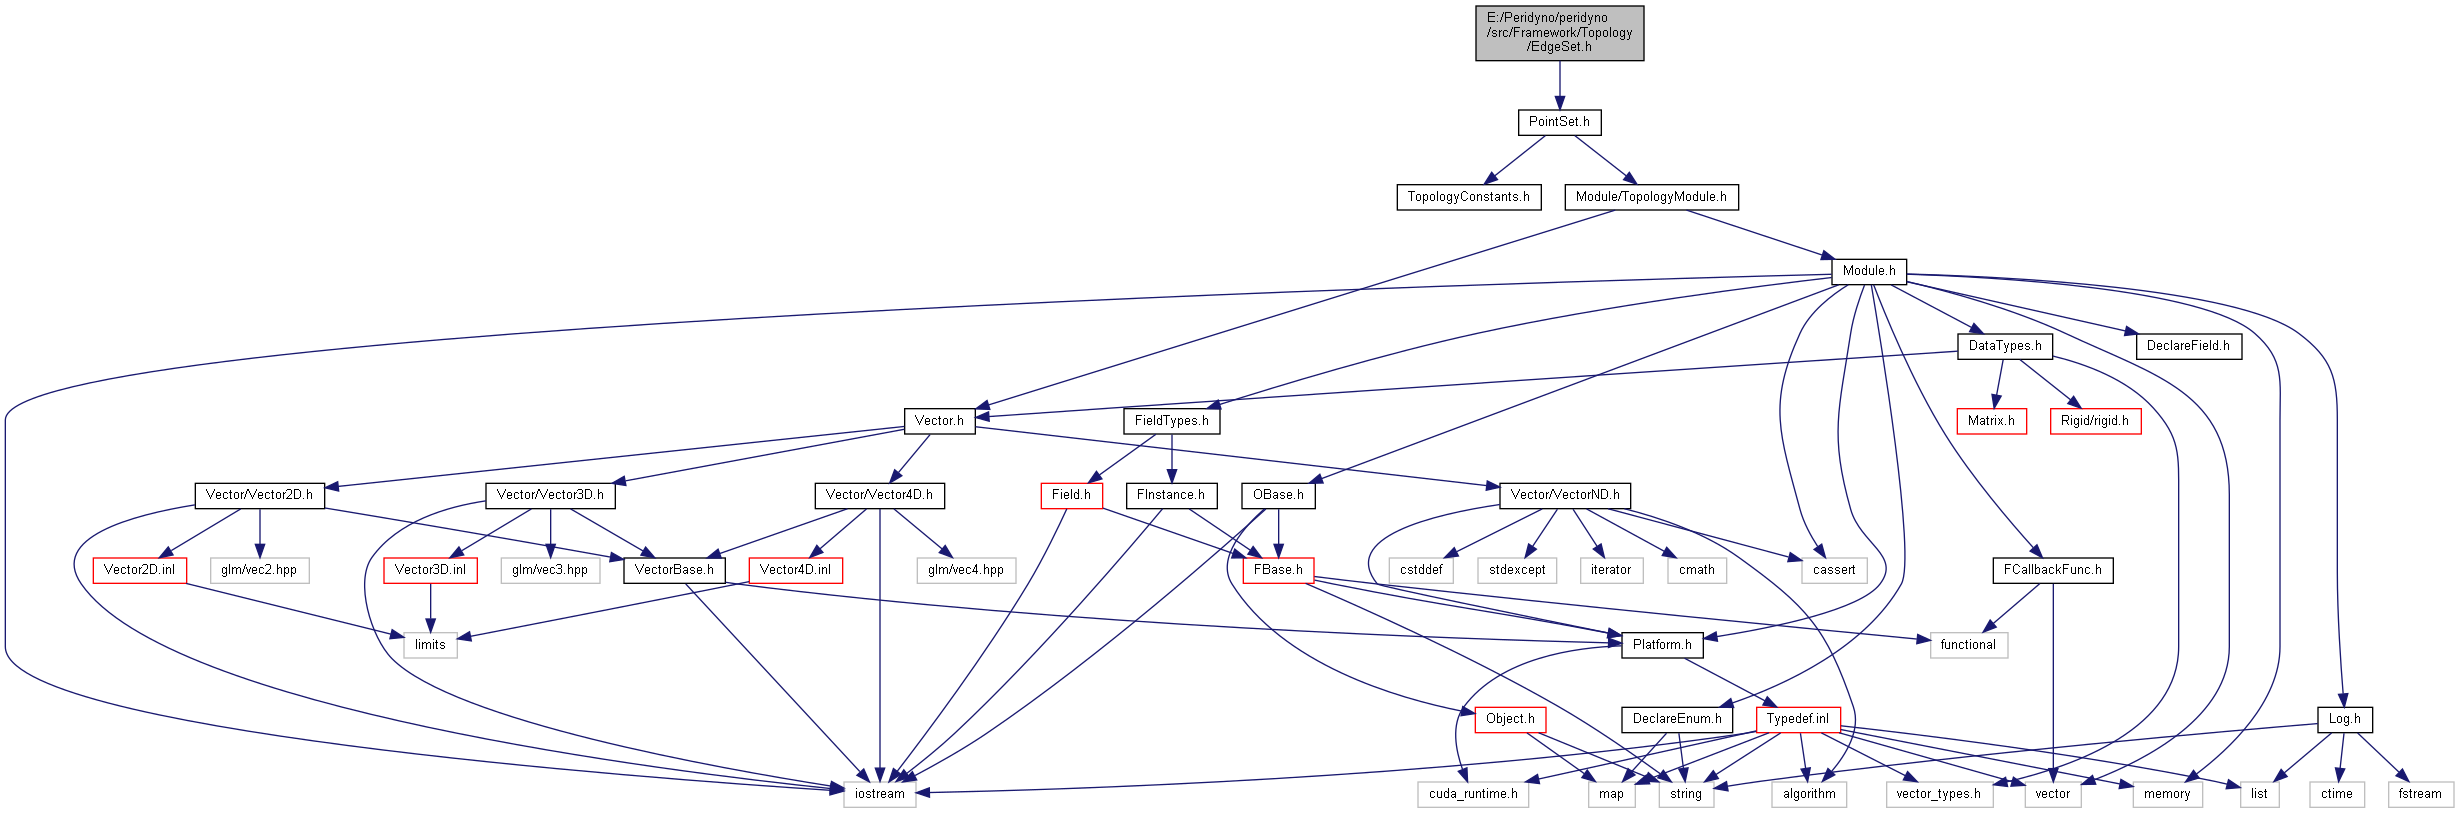 E:/Peridyno/peridyno
/src/Framework/Topology
/EdgeSet.h
PointSet.h
TopologyConstants.h
Module/TopologyModule.h
Module.h
DataTypes.h
DeclareField.h
Vector.h
FieldTypes.h
Matrix.h
Rigid/rigid.h
Vector/Vector2D.h
Vector/Vector3D.h
Vector/Vector4D.h
Field.h
FInstance.h
OBase.h
Vector/VectorND.h
Vector2D.inl
glm/vec2.hpp
Vector3D.inl
glm/vec3.hpp
VectorBase.h
Vector4D.inl
glm/vec4.hpp
FBase.h
cstddef
stdexcept
iterator
cmath
cassert
FCallbackFunc.h
limits
Platform.h
functional
Object.h
DeclareEnum.h
Typedef.inl
Log.h
iostream
cuda_runtime.h
map
string
algorithm
vector_types.h
vector
memory
list
ctime
fstream